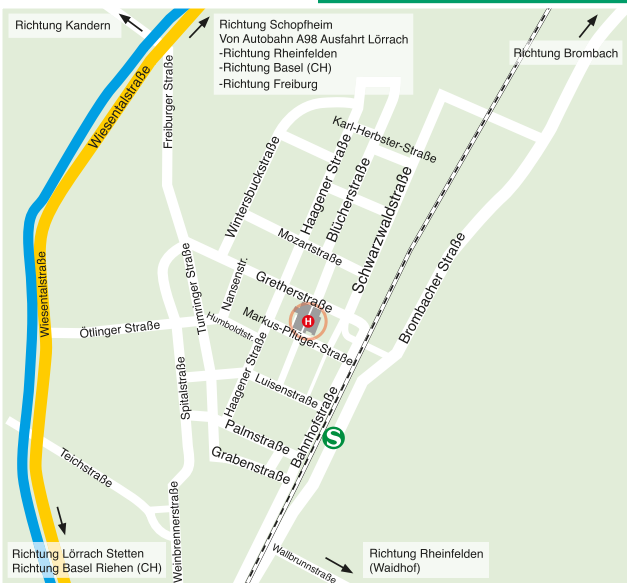 Richtung Kandern
Richtung Schopfheim
Von Autobahn A98 Ausfahrt Lörrach
-Richtung Rheinfelden
-Richtung Basel (CH)
-Richtung Freiburg
Richtung Brombach
Wiesentalstraße
Freiburger Straße
Karl-Herbster-Straße
Wintersbuckstraße
Haagener Straße
Blücherstraße
Schwarzwaldstraße
Mozartstraße
Brombacher Straße
Wiesentalstraße
Tumringer Straße
Nansenstr.
Gretherstraße
Ötlinger Straße
Humboldtstr.
Markus-Pflüger-Straße
H
Spitalstraße
Haagener Straße
Luisenstraße
Bahnhofstraße
Palmstraße
S
Grabenstraße
Teichstraße
Weinbrennerstraße
Wallbrunnstraße
Richtung Lörrach Stetten
Richtung Basel Riehen (CH)
Richtung Rheinfelden
(Waidhof)